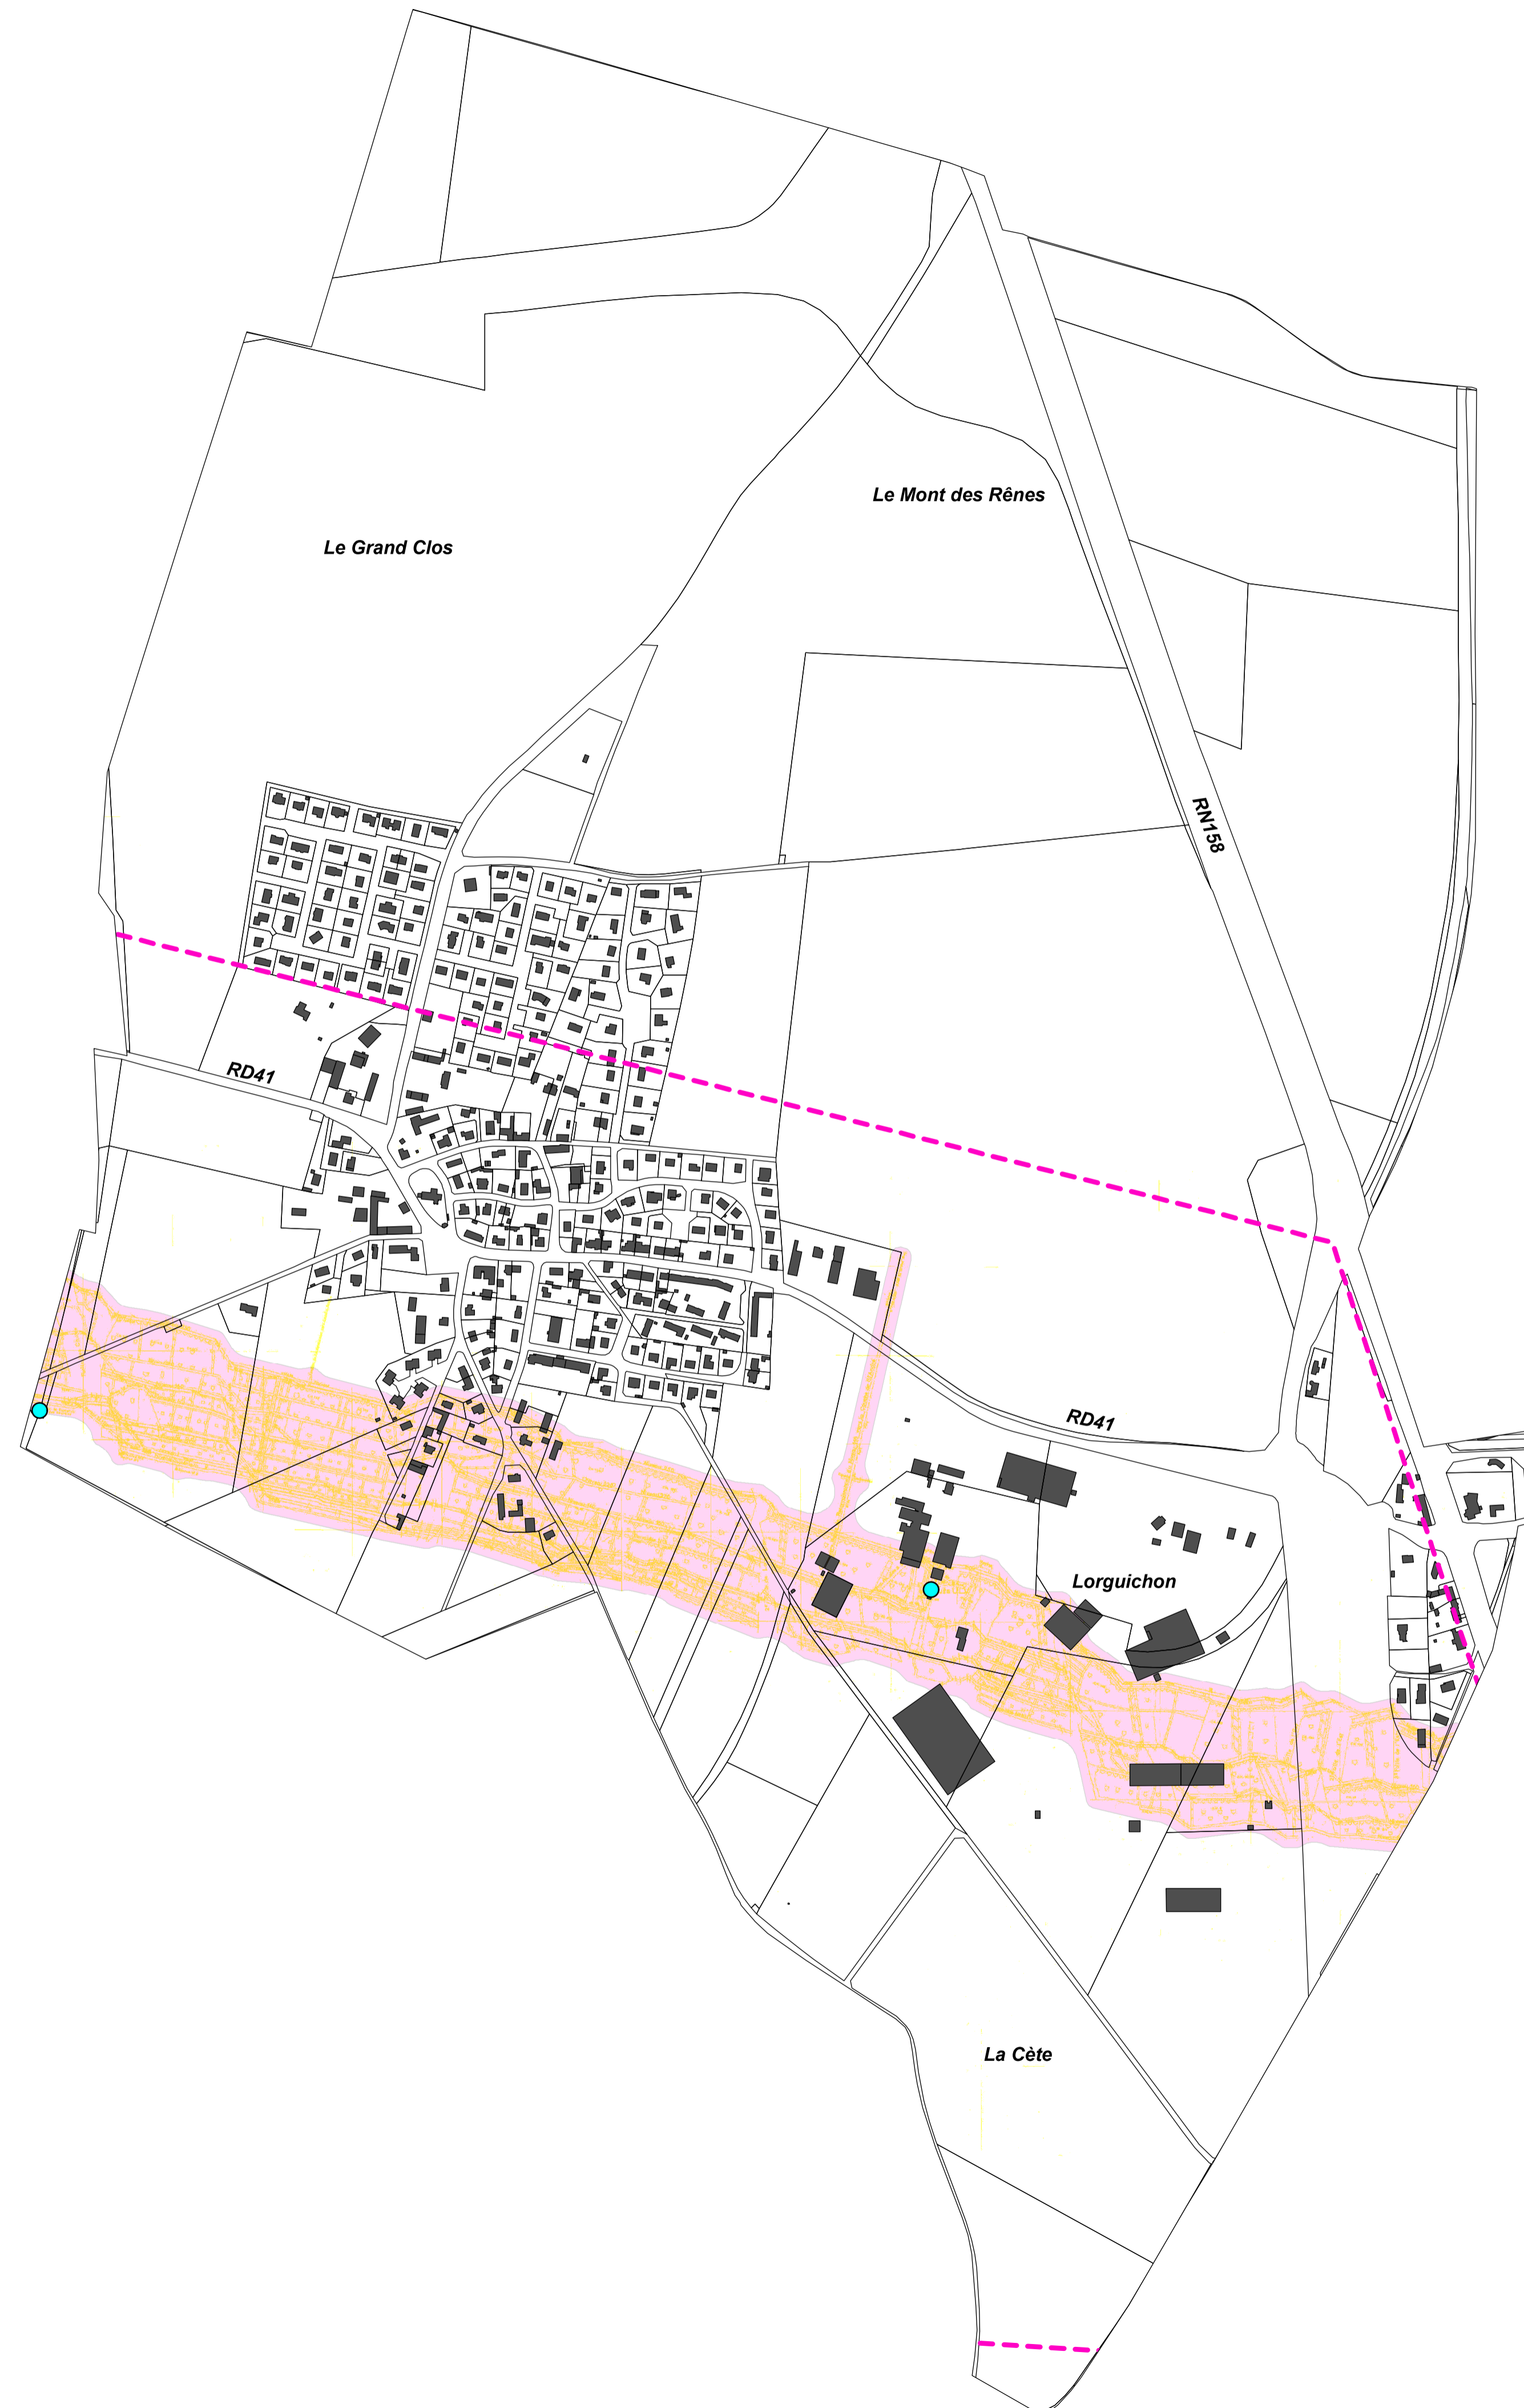 Le Mont des Rênes
Le Grand Clos
RN158
RD41
RD41
Lorguichon
La Cète